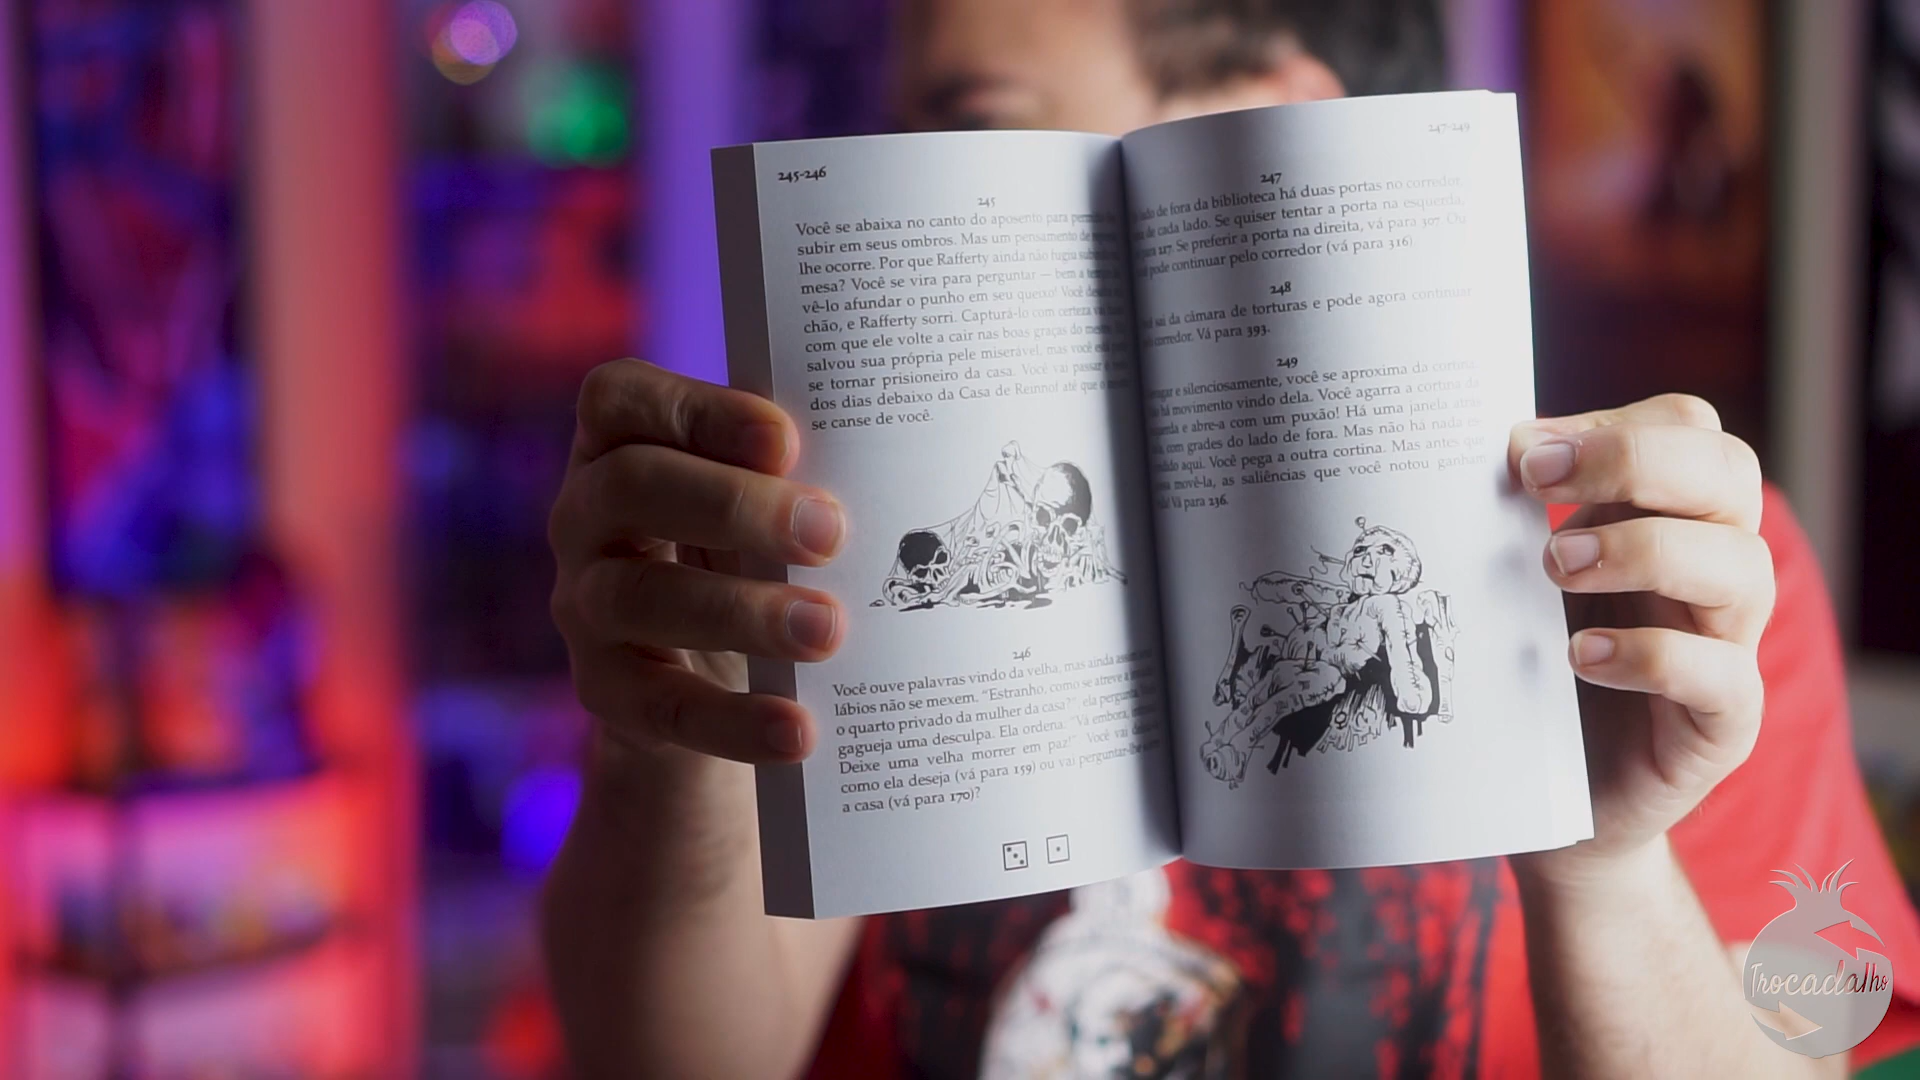 245-246
245
Você se abaixa no canto do aposento para
subir em seus ombros. Mas um pensamento de
lhe ocorre. Por que Rafferty ainda não fugiu
mesa? Você se vira para perguntar — bem a
vê-lo afundar o punho em seu queixo! Você
chão, e Rafferty sorri. Capturá-lo com certeza
com que ele volte a cair nas boas graças do
salvou sua própria pele miserável, mas você
se tornar prisioneiro da casa. Você vai passar
dos dias debaixo da Casa de Reinnof até que o
se canse de você.
246
Você ouve palavras vindo da velha, mas ainda
lábios não se mexem. “Estranho, como se atreve a
o quarto privado da mulher da casa?”, ela pergunta.
gagueja uma desculpa. Ela ordena: “Vá embora,
Deixe uma velha morrer em paz!” Você vai
como ela deseja (vá para 159) ou vai perguntar-lhe
a casa (vá para 170)?
247-249
247
lado de fora da biblioteca há duas portas no corredor,
de cada lado. Se quiser tentar a porta na esquerda,
para 127. Se preferir a porta na direita, vá para 307. Ou
pode continuar pelo corredor (vá para 316).
248
sai da câmara de torturas e pode agora continuar
corredor. Vá para 393.
249
e silenciosamente, você se aproxima da cortina.
há movimento vindo dela. Você agarra a cortina da
e abre-a com um puxão! Há uma janela atrás
com grades do lado de fora. Mas não há nada
aqui. Você pega a outra cortina. Mas antes que
movê-la, as saliências que você notou ganham
Vá para 236.
Trocadalho